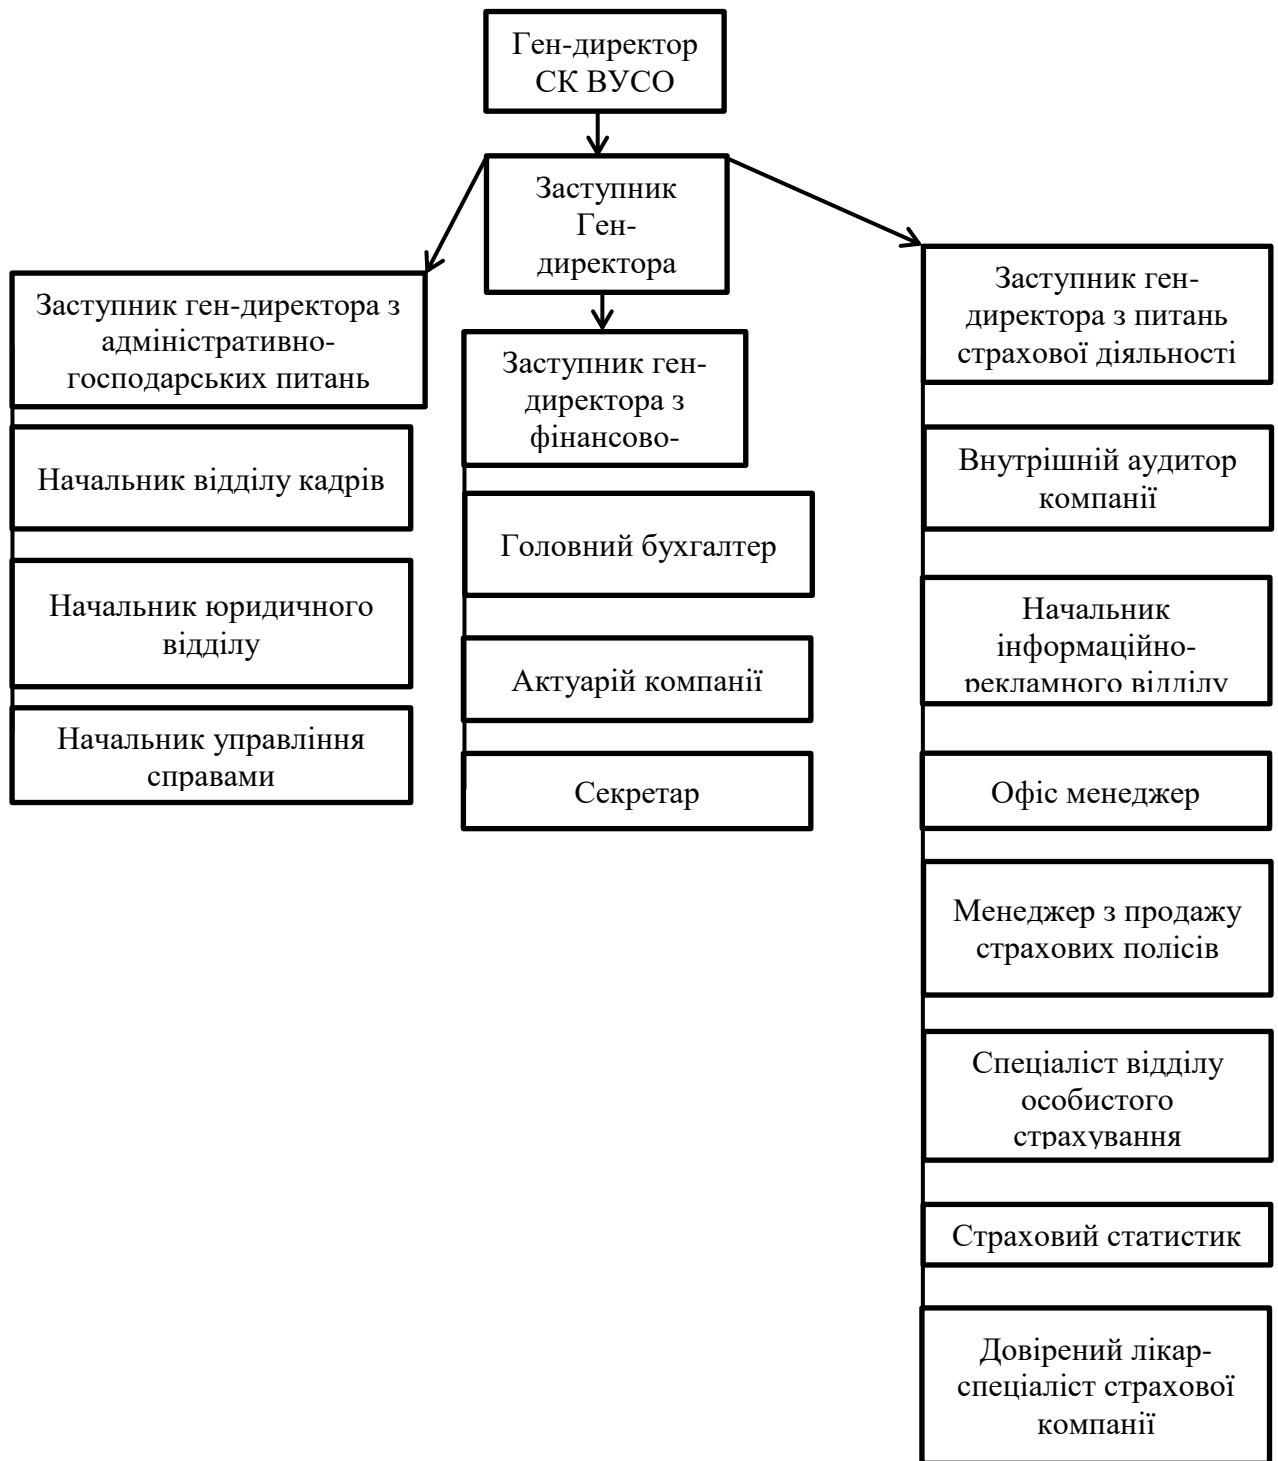 Ген-директор
СК ВУСО
Заступник
Ген-
директора
Заступник ген-директора з
адміністративно-
господарських питань
Начальник відділу кадрів
Начальник юридичного
відділу
Начальник управління
справами
Заступник ген-
директора з
фінансово-
Головний бухгалтер
Актуарій компанії
Секретар
Заступник ген-
директора з питань
страхової діяльності
Внутрішній аудитор
компанії
Начальник
інформаційно-
рекламного відділу
Офіс менеджер
Менеджер з продажу
страхових полісів
Спеціаліст відділу
особистого
страхування
Страховий статистик
Довірений лікар-
спеціаліст страхової
компанії